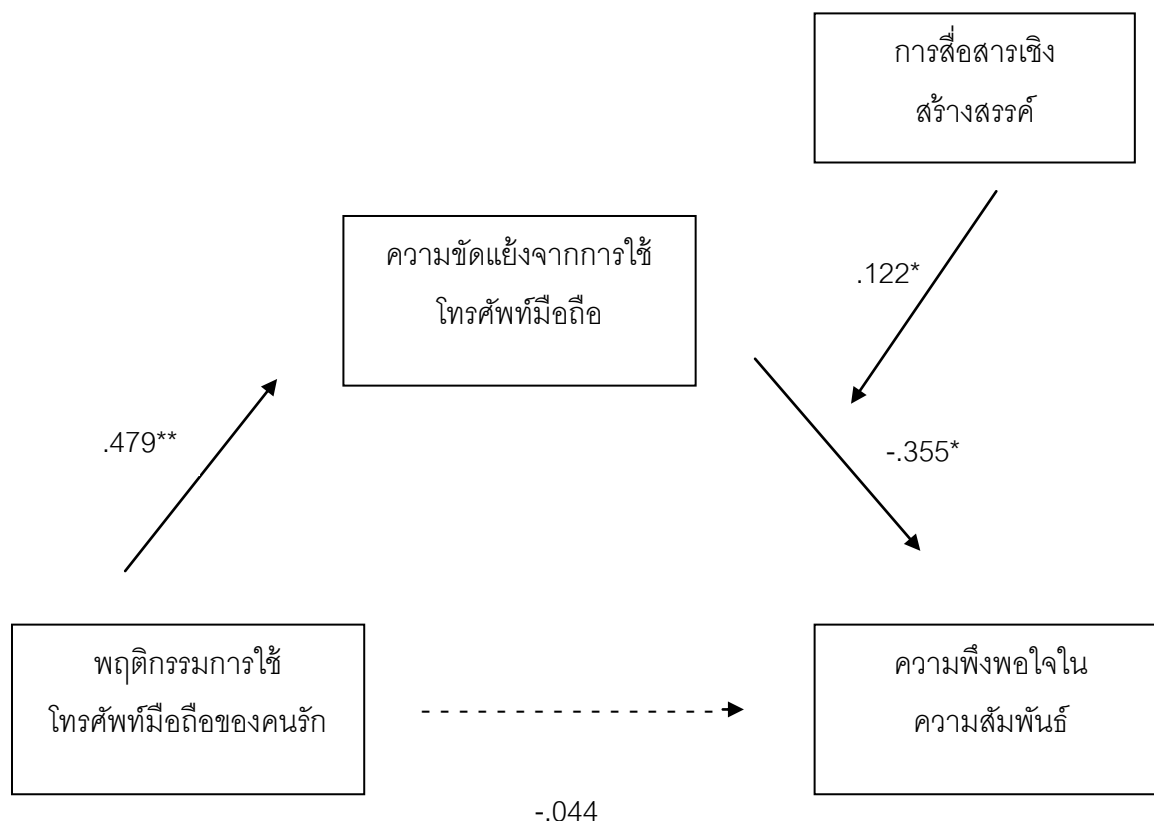 การสื่อสารเชิง
สร้างสรรค์
ความขัดแย้งจากการใช้
โทรศัพท์มือถือ
.122*
.479**
-.355*
พฤติกรรมการใช้
โทรศัพท์มือถือของคนรัก
ความพึงพอใจใน
ความสัมพันธ์
-.044